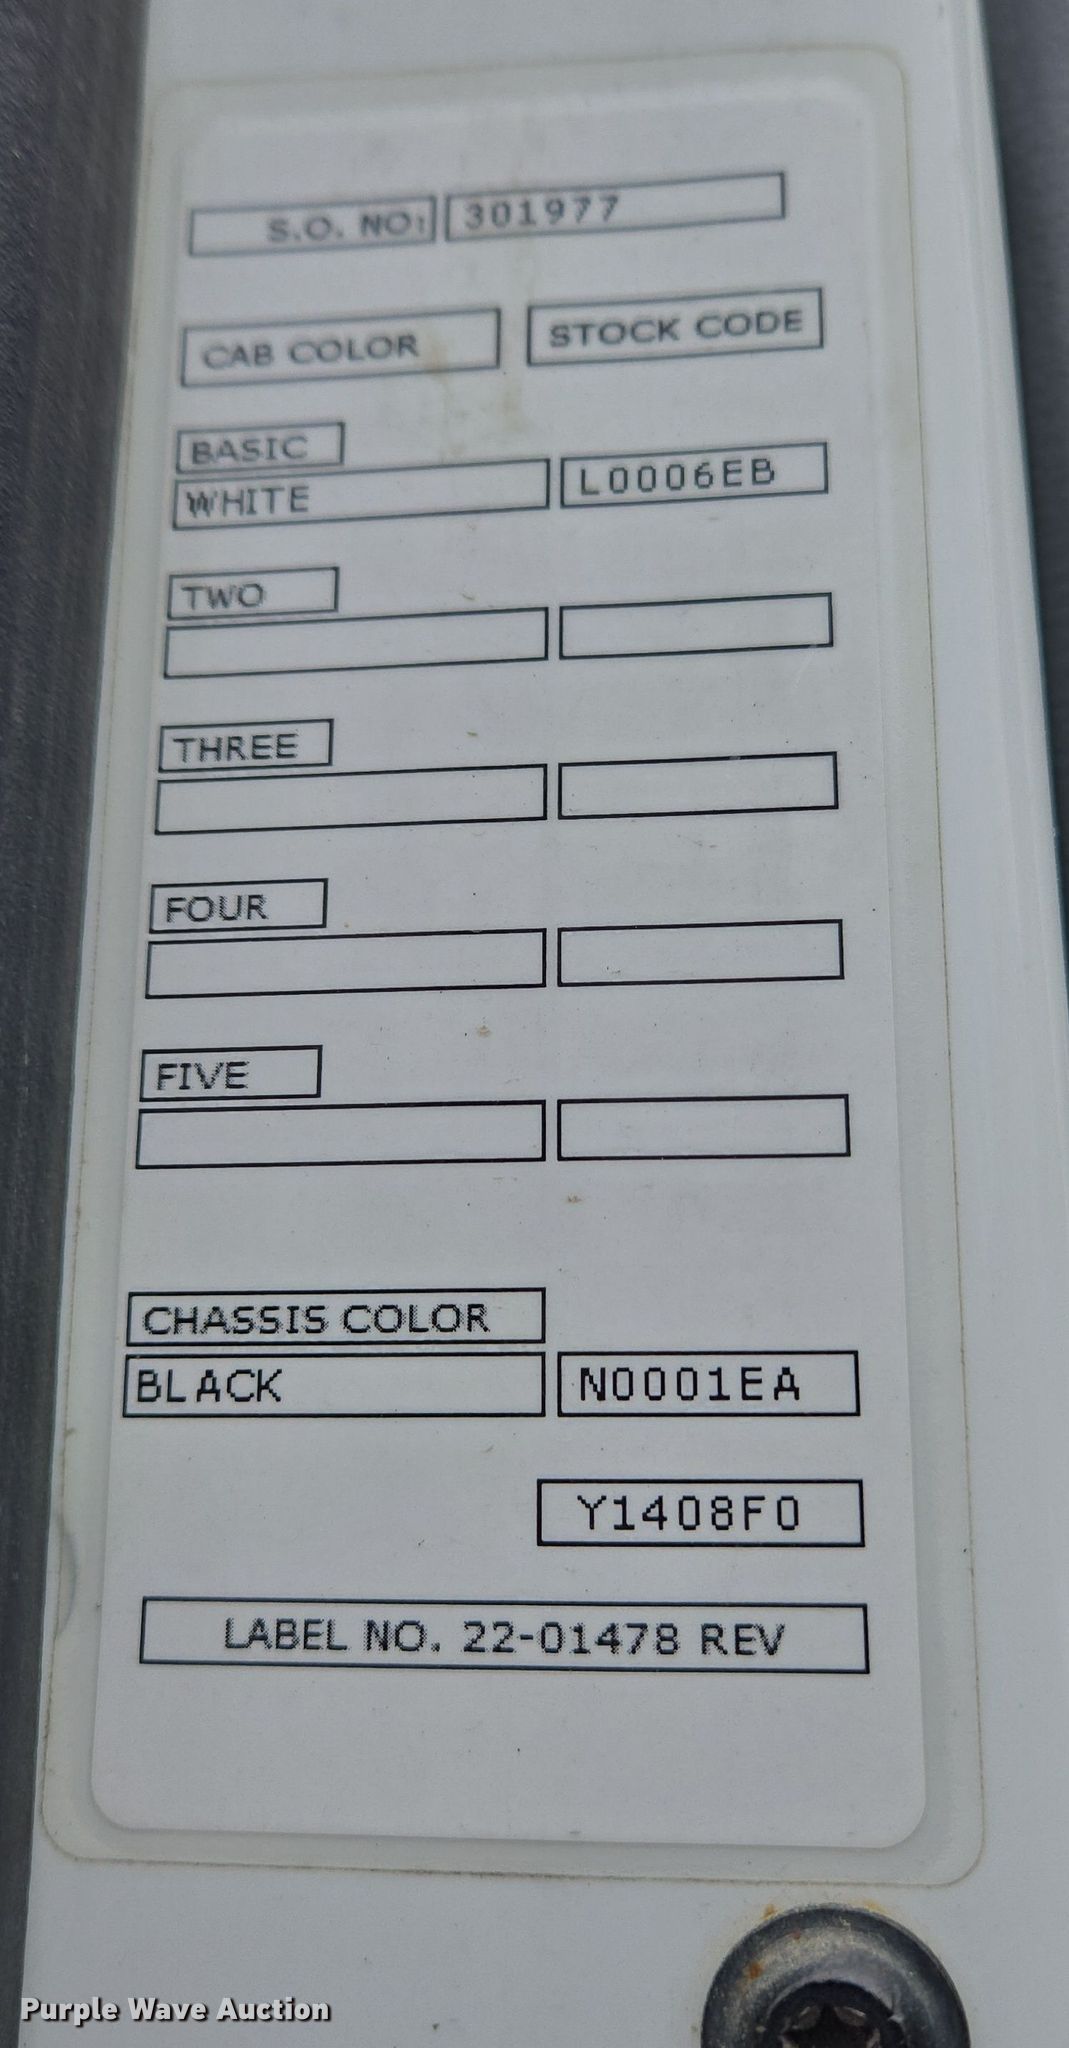 S.O. NO: 301977
CAB COLOR STOCK CODE
BASIC
WHITE L0006EB
TWO
THREE
FOUR
FIVE
CHASSIS COLOR
BLACK N0001EA
Y1408F0
LABEL NO. 22-01478 REV
Purple Wave Auction